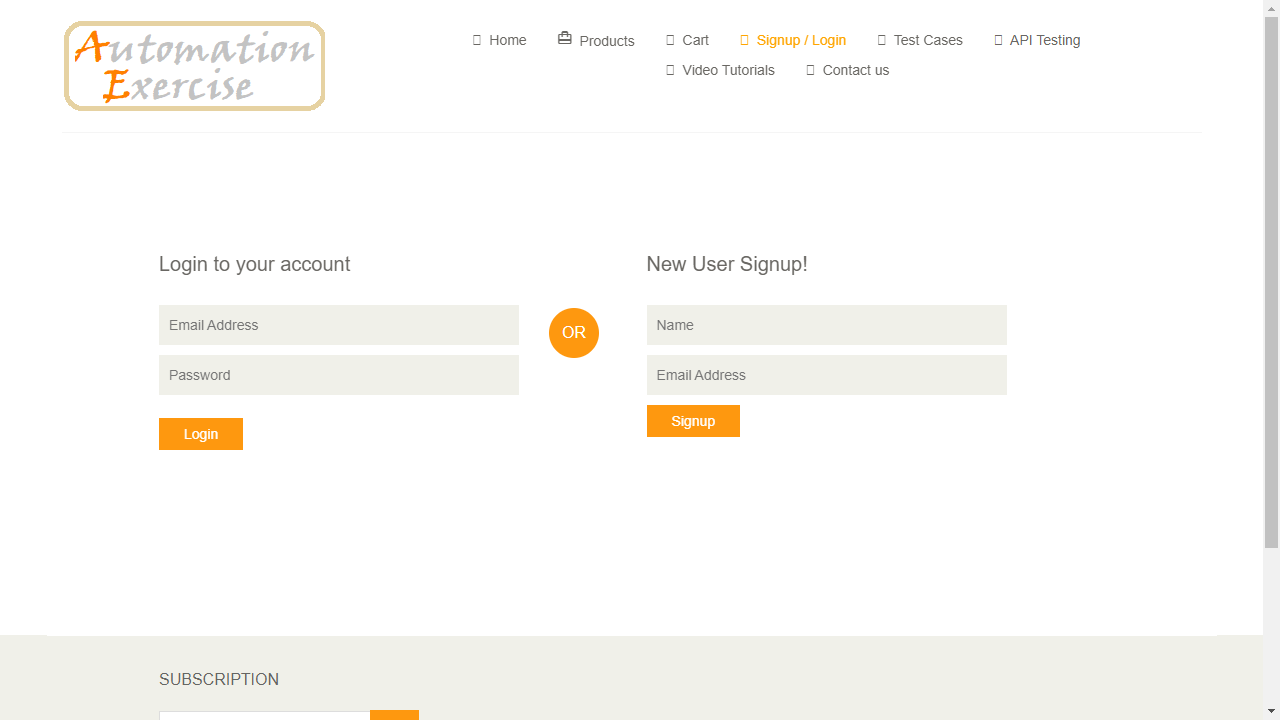 Automation
Exercise
Home Products Cart Signup / Login Test Cases API Testing
Video Tutorials Contact us
Login to your account
Email Address
Password
Login
OR
New User Signup!
Name
Email Address
Signup
SUBSCRIPTION